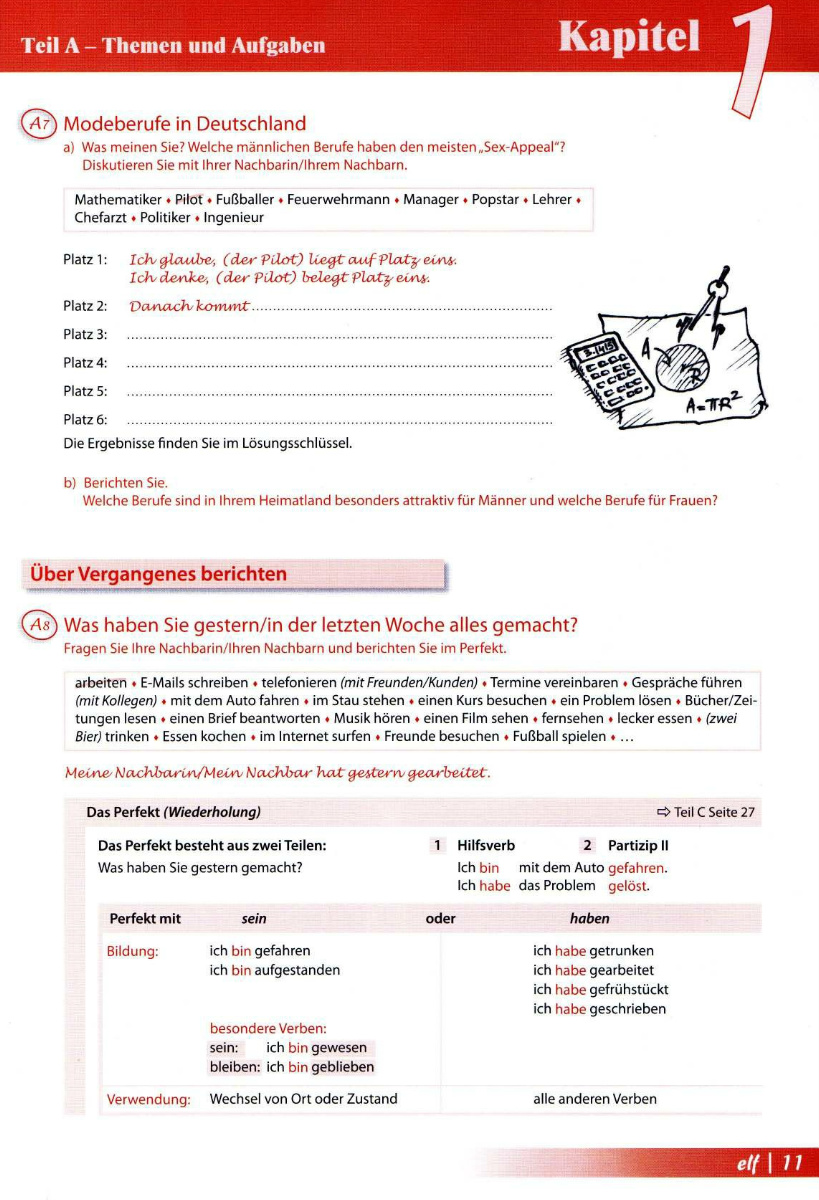 Teil A – Themen und Aufgaben
Kapitel 1
A7 Modeberufe in Deutschland
a) Was meinen Sie? Welche männlichen Berufe haben den meisten „Sex-Appeal“?
Diskutieren Sie mit Ihrer Nachbarin/Ihrem Nachbarn.
Mathematiker ♦ Pilot ♦ Fußballer ♦ Feuerwehrmann ♦ Manager ♦ Popstar ♦ Lehrer ♦
Chefarzt ♦ Politiker ♦ Ingenieur
Platz 1: Ich glaube, (der Pilot) liegt auf Platz eins.
Ich denke, (der Pilot) belegt Platz eins.
Platz 2: Danach kommt
Platz 3:
Platz 4:
Platz 5:
Platz 6:
3.1415
A
R
A=πR²
Die Ergebnisse finden Sie im Lösungsschlüssel.
b) Berichten Sie.
Welche Berufe sind in Ihrem Heimatland besonders attraktiv für Männer und welche Berufe für Frauen?
Über Vergangenes berichten
A8 Was haben Sie gestern/in der letzten Woche alles gemacht?
Fragen Sie Ihre Nachbarin/Ihren Nachbarn und berichten Sie im Perfekt.
arbeiten ♦ E-Mails schreiben ♦ telefonieren (mit Freunden/Kunden) ♦ Termine vereinbaren ♦ Gespräche führen
(mit Kollegen) ♦ mit dem Auto fahren ♦ im Stau stehen ♦ einen Kurs besuchen ♦ ein Problem lösen ♦ Bücher/Zei-
tungen lesen ♦ einen Brief beantworten ♦ Musik hören ♦ einen Film sehen ♦ fernsehen ♦ lecker essen ♦ (zwei
Bier) trinken ♦ Essen kochen ♦ im Internet surfen ♦ Freunde besuchen ♦ Fußball spielen ♦ ...
Meine Nachbarin/Mein Nachbar hat gestern gearbeitet.
Das Perfekt (Wiederholung) ⇨ Teil C Seite 27
Das Perfekt besteht aus zwei Teilen: 1 Hilfsverb 2 Partizip II
Was haben Sie gestern gemacht? Ich bin mit dem Auto gefahren.
Ich habe das Problem gelöst.
Perfekt mit sein oder haben
Bildung: ich bin gefahren ich habe getrunken
ich bin aufgestanden ich habe gearbeitet
ich habe gefrühstückt
ich habe geschrieben
besondere Verben:
sein: ich bin gewesen
bleiben: ich bin geblieben
Verwendung: Wechsel von Ort oder Zustand alle anderen Verben
elf | 11